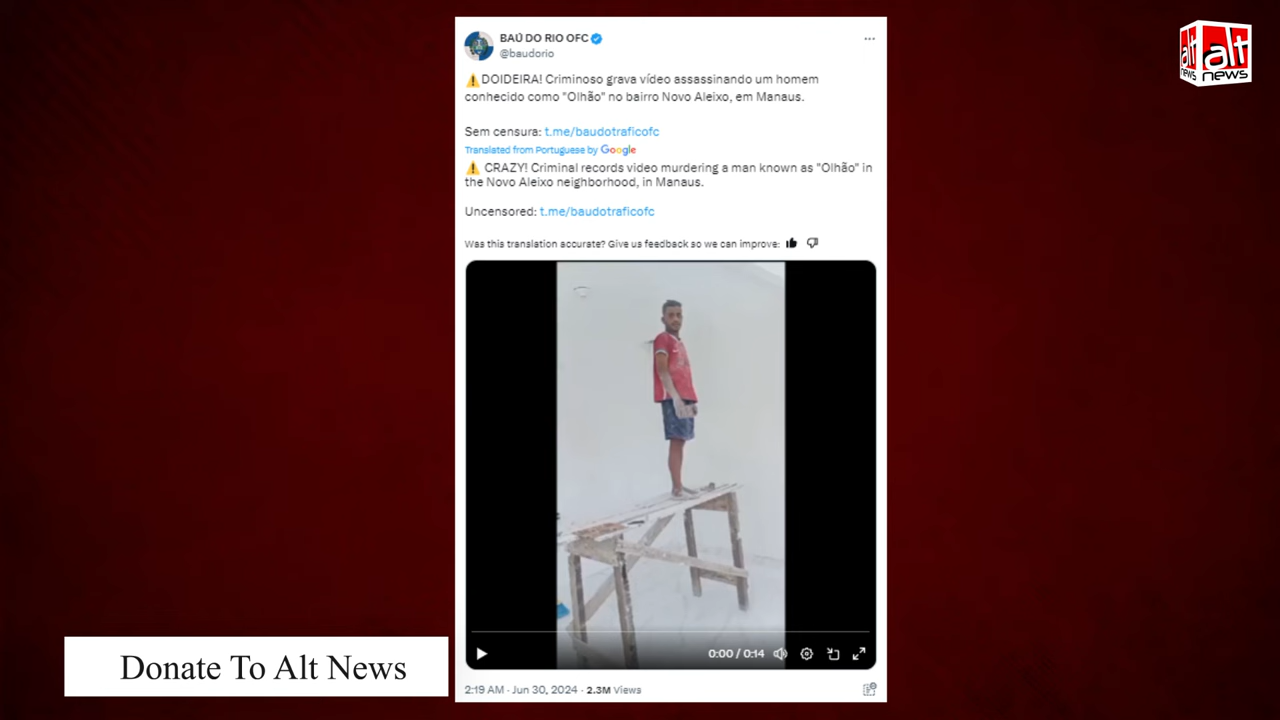 BAÚ DO RIO OFC
@baudorio
⚠️DOIDEIRA! Criminoso grava vídeo assassinando um homem
conhecido como "Olhão" no bairro Novo Aleixo, em Manaus.
Sem censura: t.me/baudotraficofc
Translated from Portuguese by Google
⚠️ CRAZY! Criminal records video murdering a man known as "Olhão" in
the Novo Aleixo neighborhood, in Manaus.
Uncensored: t.me/baudotraficofc
Was this translation accurate? Give us feedback so we can improve:
0:00 / 0:14
2:19 AM · Jun 30, 2024 · 2.3M Views
Donate To Alt News
alt
alt
news
news